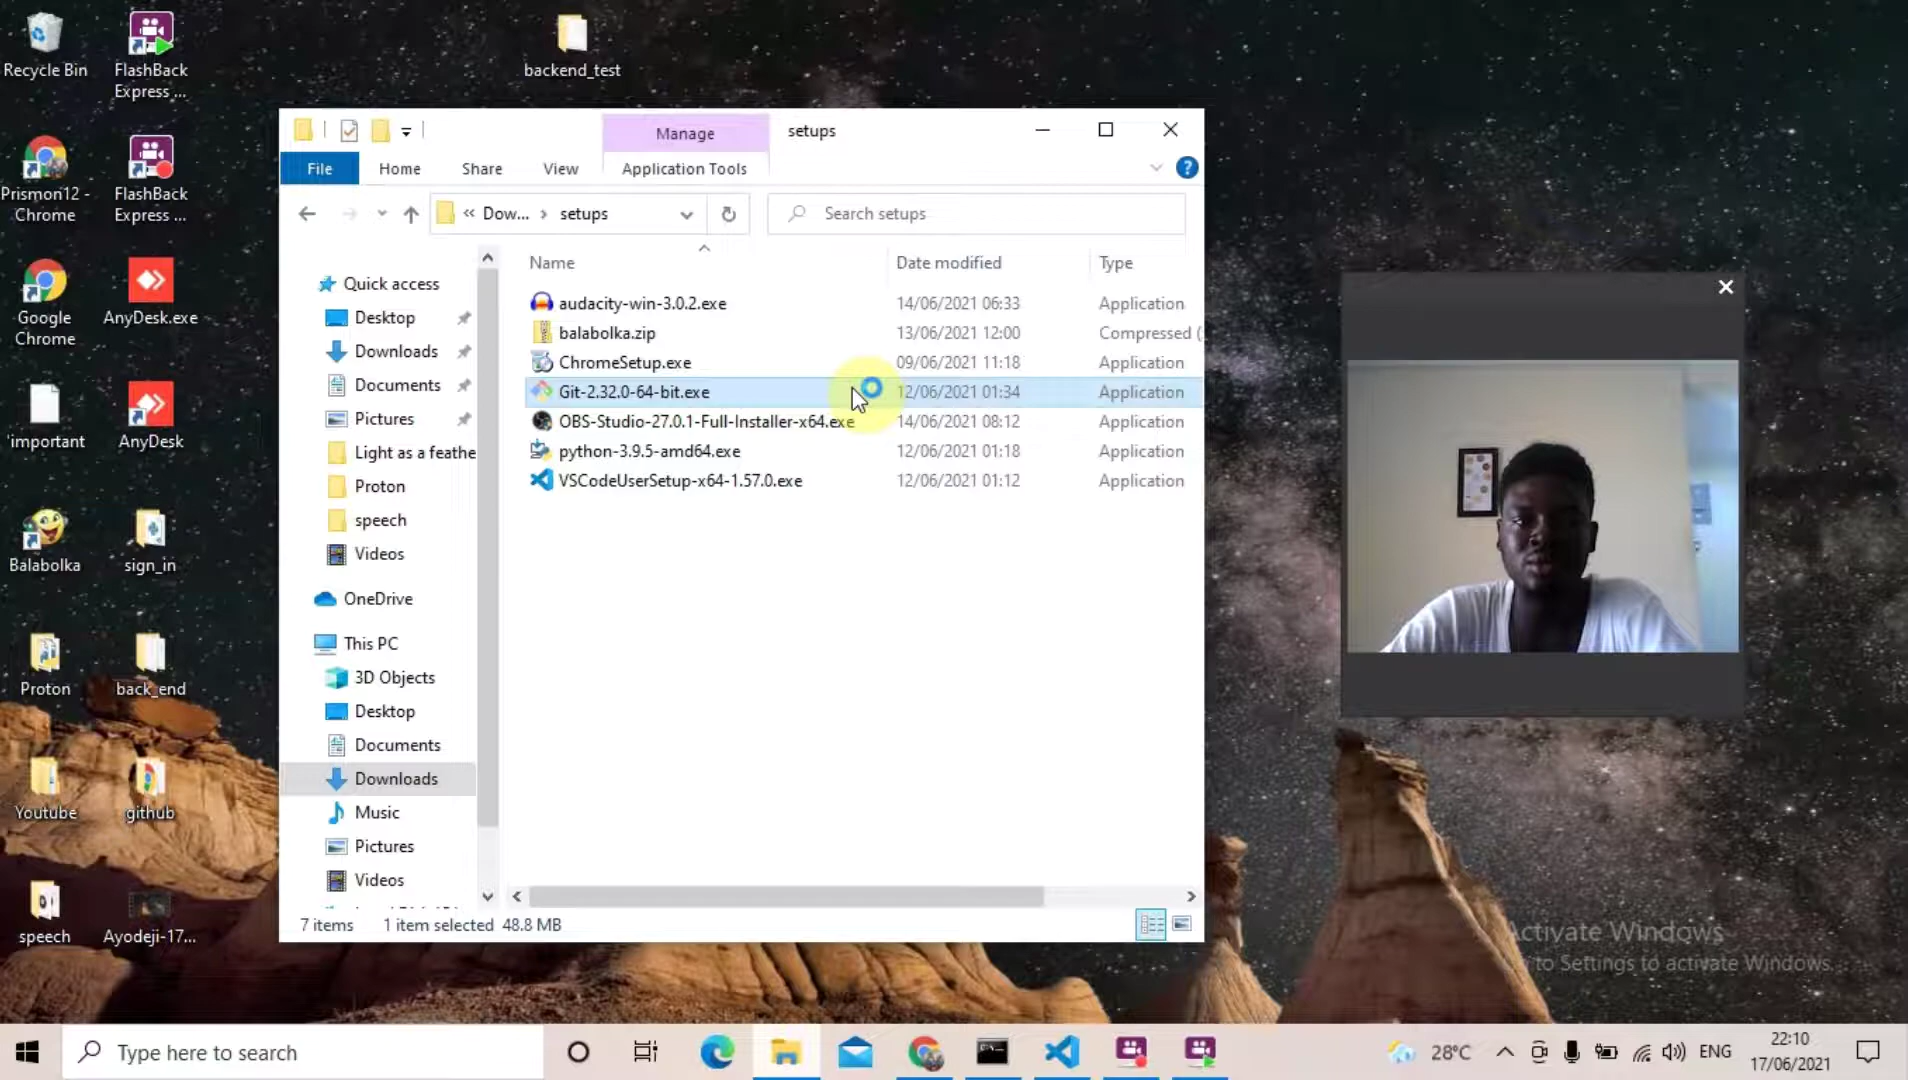 Recycle Bin
FlashBack
Express ...
backend_test
Prismon12 -
Chrome
FlashBack
Express ...
Google
Chrome
AnyDesk.exe
important
AnyDesk
Balabolka
sign_in
Proton
back_end
Youtube
github
speech
Ayodeji-17...
Manage
setups
File
Home
Share
View
Application Tools
?
« Dow... › setups
Search setups
Name
Date modified
Type
audacity-win-3.0.2.exe 14/06/2021 06:33 Application
balabolka.zip 13/06/2021 12:00 Compressed (
ChromeSetup.exe 09/06/2021 11:18 Application
Git-2.32.0-64-bit.exe 12/06/2021 01:34 Application
OBS-Studio-27.0.1-Full-Installer-x64.exe 14/06/2021 08:12 Application
python-3.9.5-amd64.exe 12/06/2021 01:18 Application
VSCodeUserSetup-x64-1.57.0.exe 12/06/2021 01:12 Application
Quick access
Desktop
Downloads
Documents
Pictures
Light as a feathe
Proton
speech
Videos
OneDrive
This PC
3D Objects
Desktop
Documents
Downloads
Music
Pictures
Videos
7 items 1 item selected 48.8 MB
Activate Windows
Go to Settings to activate Windows.
Type here to search
28°C
ENG
22:10
17/06/2021